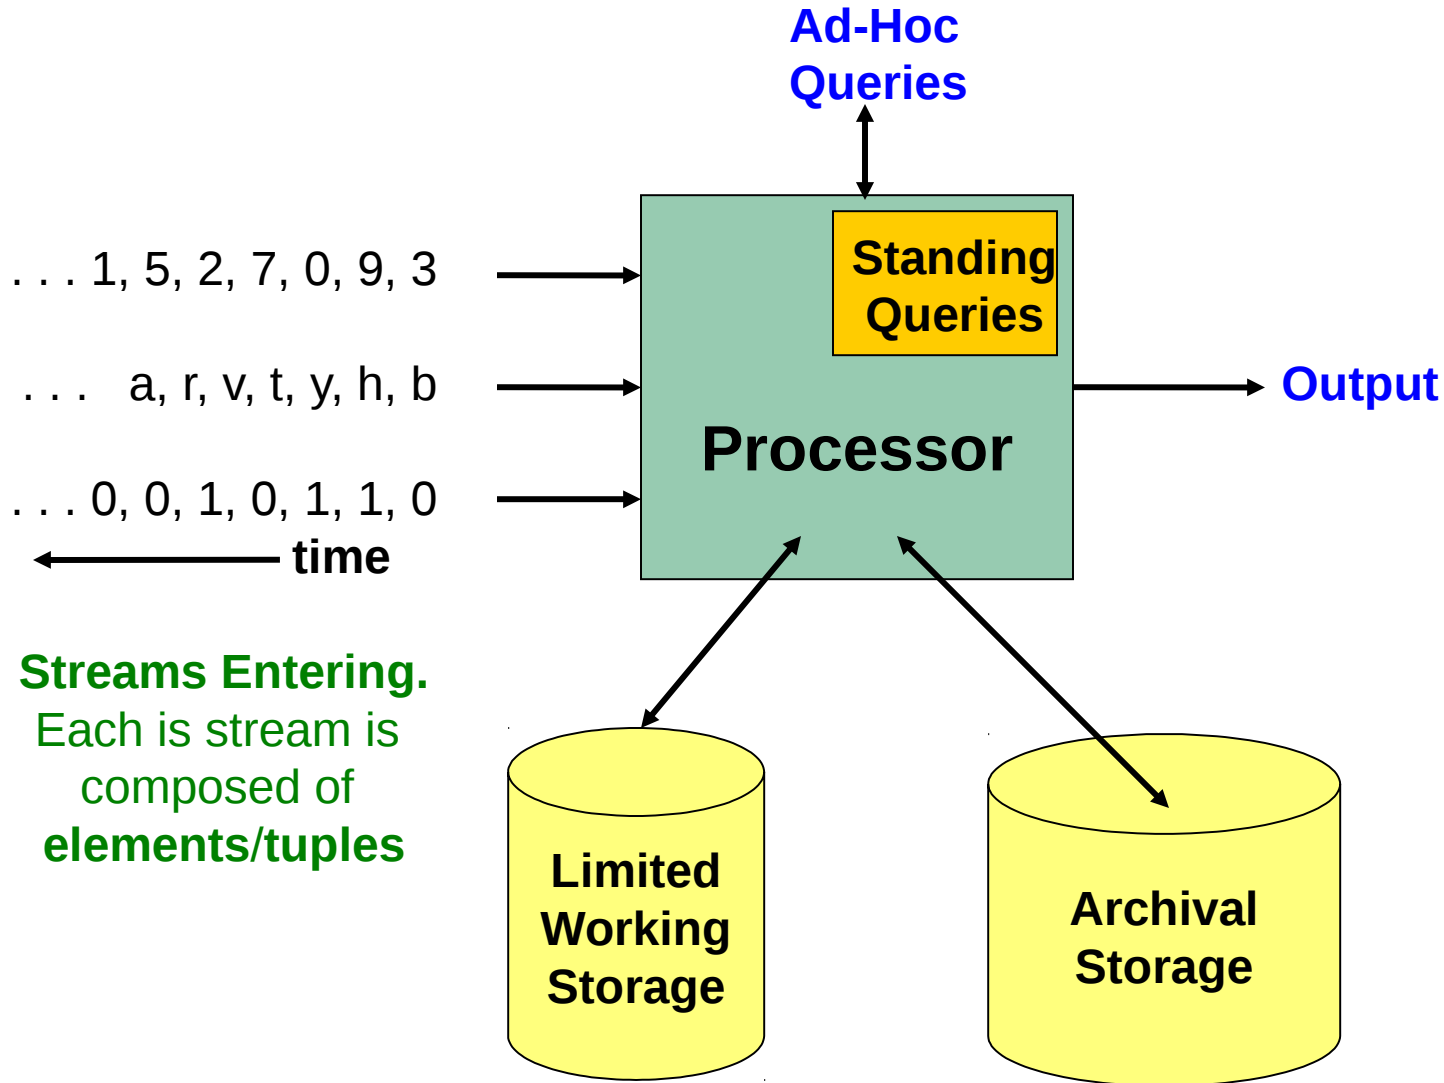 Ad-Hoc
Queries
Standing
Queries
. . . 1, 5, 2, 7, 0, 9, 3
. . . a, r, v, t, y, h, b
Output
Processor
. . . 0, 0, 1, 0, 1, 1, 0
time
Streams Entering.
Each is stream is
composed of
elements/tuples
Limited
Working
Storage
Archival
Storage